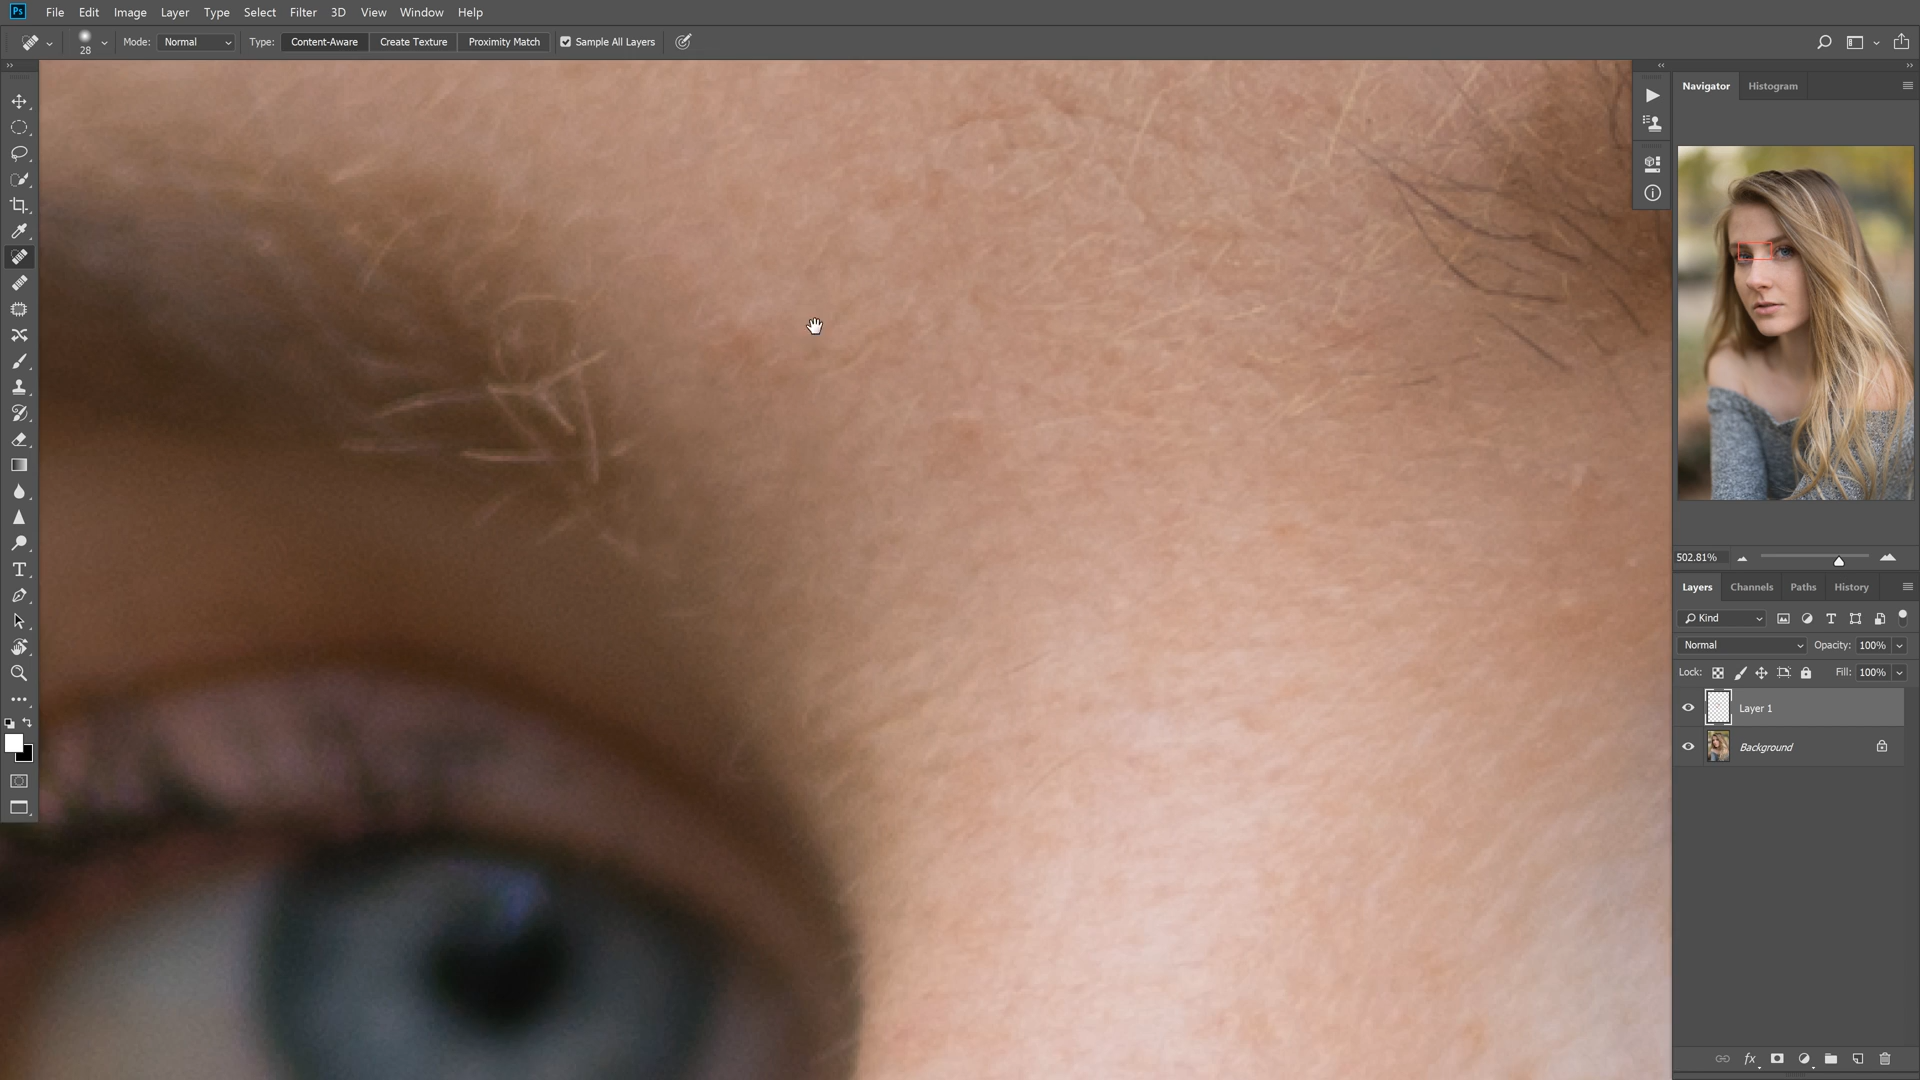 Ps File Edit Image Layer Type Select Filter 3D View Window Help
28 Mode: Normal Type: Content-Aware Create Texture Proximity Match Sample All Layers
Navigator Histogram
502.81%
Layers Channels Paths History
Kind
Normal Opacity: 100%
Lock: Fill: 100%
Layer 1
Background
fx